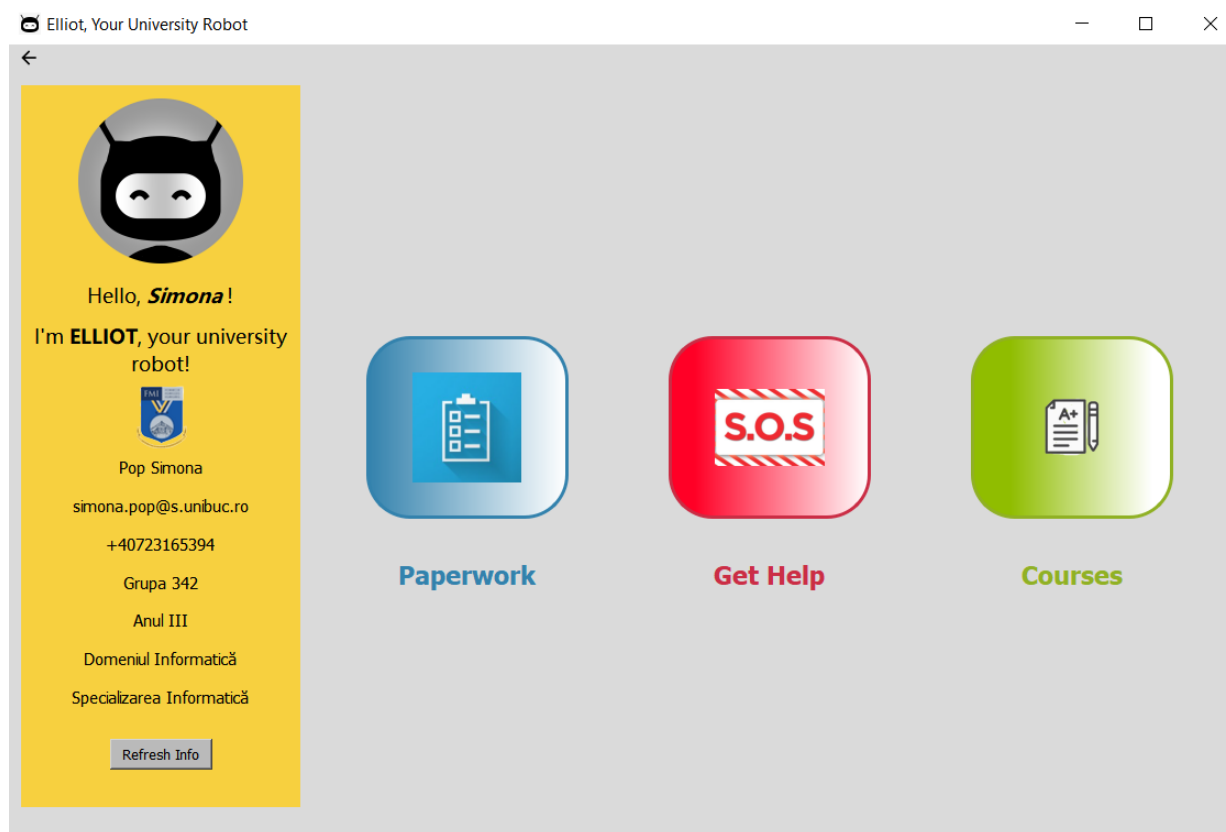 Elliot, Your University Robot
Hello, Simona !
I'm ELLIOT, your university
robot!
FMI
Pop Simona
simona.pop@s.unibuc.ro
+40723165394
Grupa 342
Anul III
Domeniul Informatică
Specializarea Informatică
Refresh Info
S.O.S
A+
Paperwork
Get Help
Courses